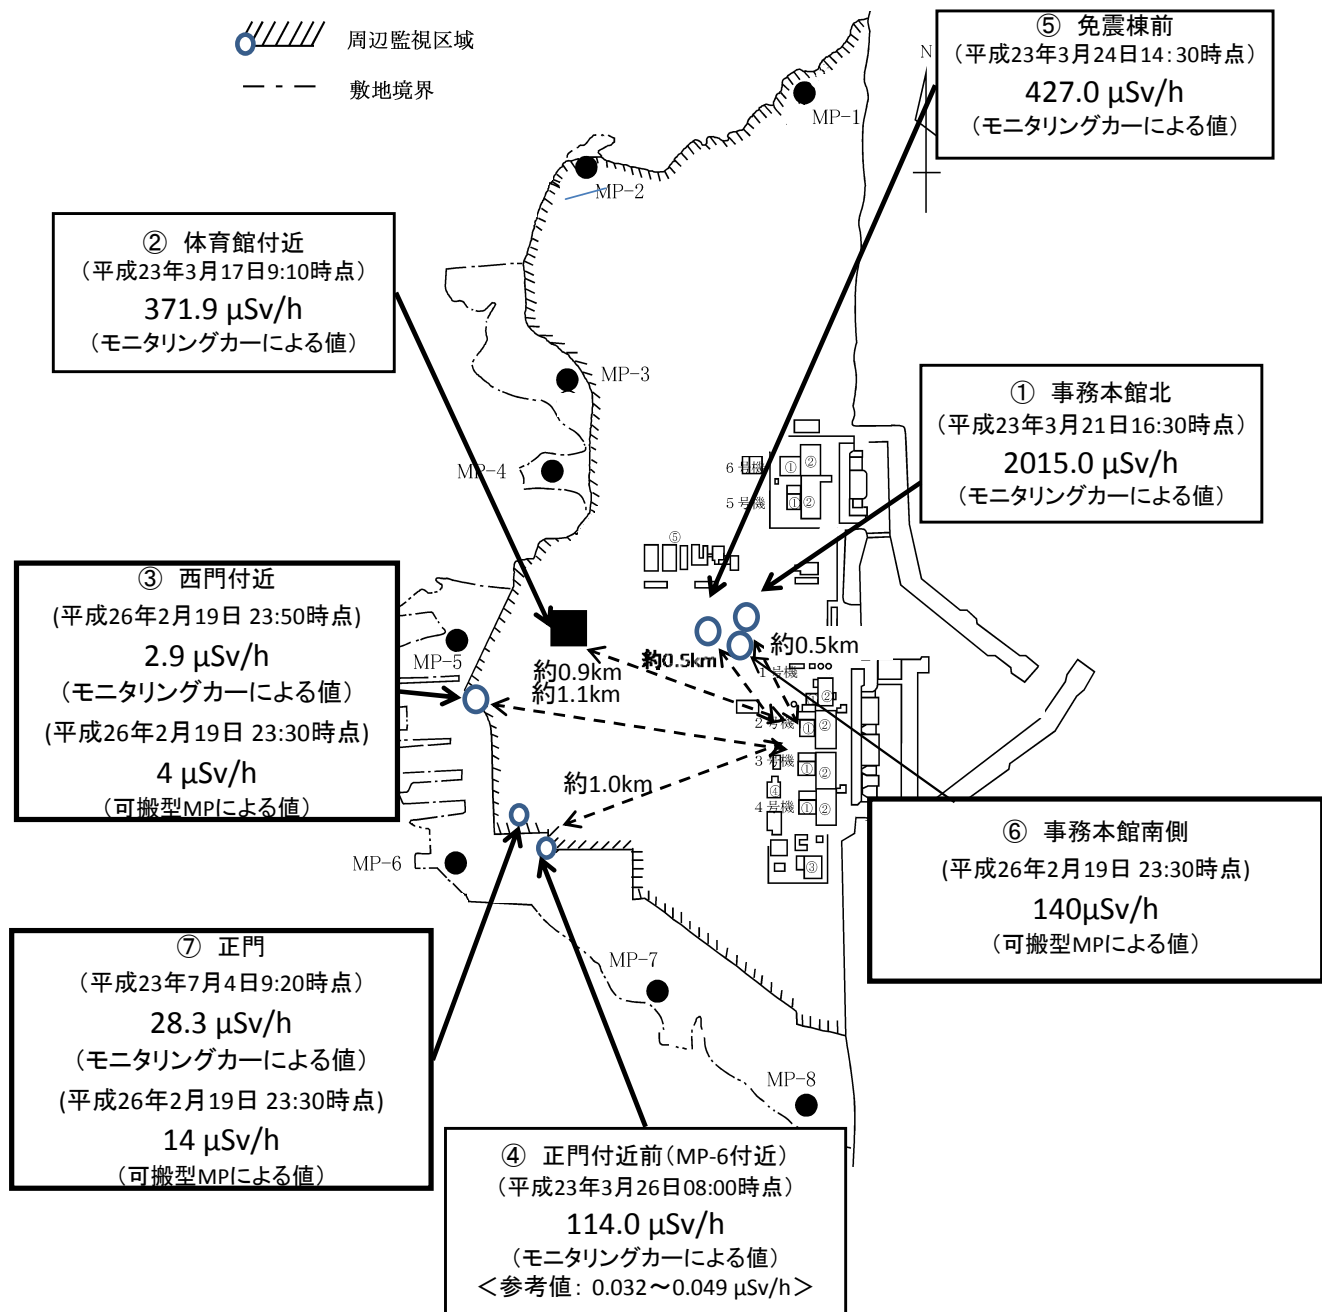 周辺監視区域
敷地境界
⑤ 免震棟前
(平成23年3月24日14:30時点)
427.0 μSv/h
(モニタリングカーによる値)
N
MP-1
MP-2
② 体育館付近
(平成23年3月17日9:10時点)
371.9 μSv/h
(モニタリングカーによる値)
MP-3
① 事務本館北
(平成23年3月21日16:30時点)
2015.0 μSv/h
(モニタリングカーによる値)
MP-4
6号機
① ②
5号機
① ②
⑤
③ 西門付近
(平成26年2月19日 23:50時点)
2.9 μSv/h
(モニタリングカーによる値)
(平成26年2月19日 23:30時点)
4 μSv/h
(可搬型MPによる値)
MP-5
約0.9km
約1.1km
約0.5km
約0.5km
1号機
②
2号機
① ②
3号機
① ②
約1.0km
④
4号機
① ②
③
MP-6
⑥ 事務本館南側
(平成26年2月19日 23:30時点)
140μSv/h
(可搬型MPによる値)
⑦ 正門
(平成23年7月4日9:20時点)
28.3 μSv/h
(モニタリングカーによる値)
(平成26年2月19日 23:30時点)
14 μSv/h
(可搬型MPによる値)
MP-7
MP-8
④ 正門付近前(MP-6付近)
(平成23年3月26日08:00時点)
114.0 μSv/h
(モニタリングカーによる値)
<参考値: 0.032~0.049 μSv/h>